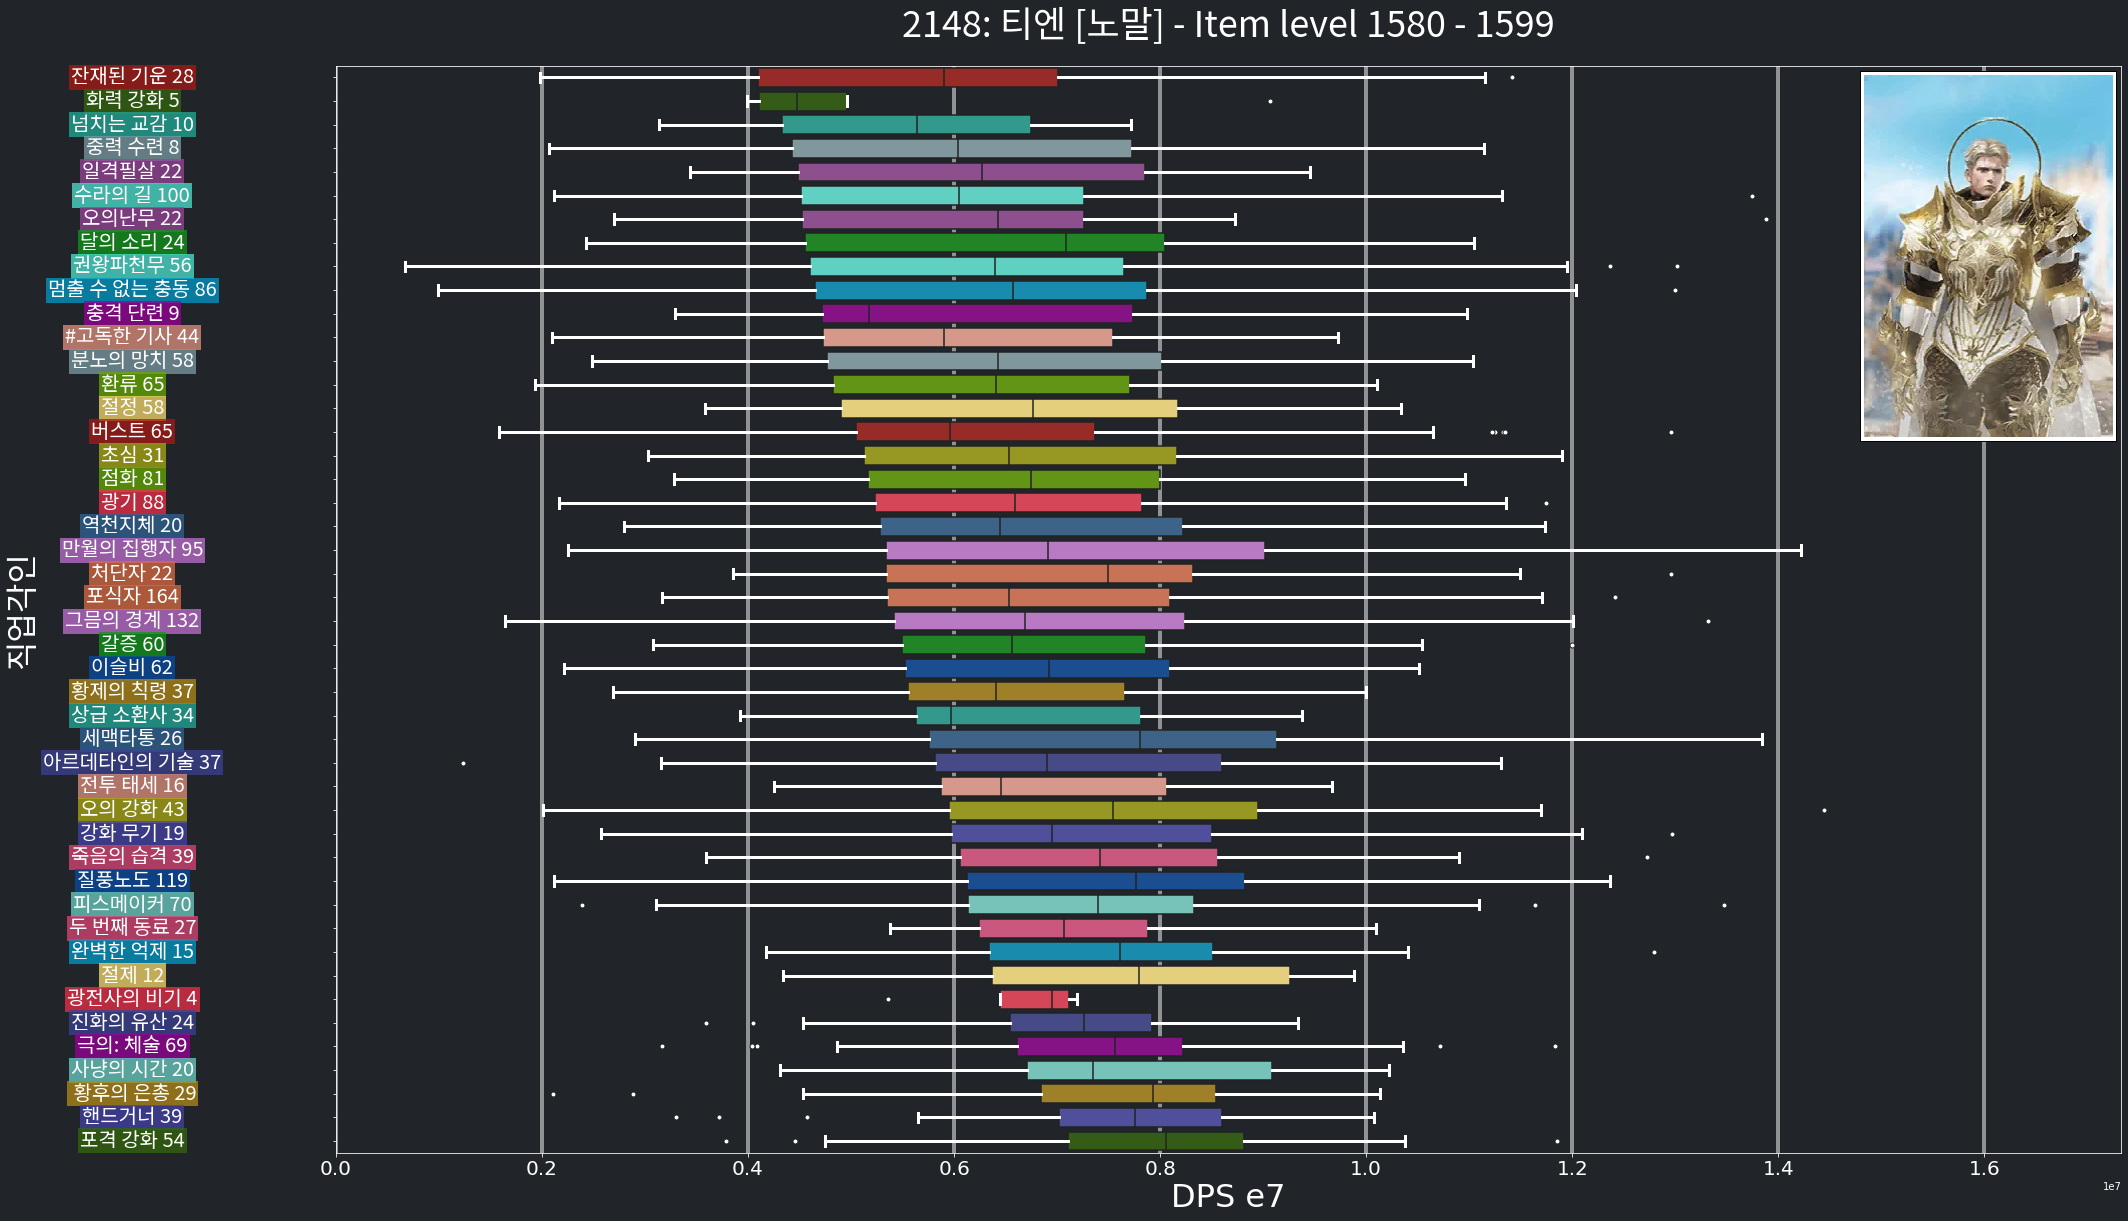 2148: 티엔 [노말] - Item level 1580 - 1599
잔재된 기운 28
화력 강화 5
넘치는 교감 10
중력 수련 8
일격필살 22
수라의 길 100
오의난무 22
달의 소리 24
권왕파천무 56
멈출 수 없는 충동 86
충격 단련 9
#고독한 기사 44
분노의 망치 58
환류 65
절정 58
버스트 65
초심 31
점화 81
광기 88
역천지체 20
만월의 집행자 95
처단자 22
포식자 164
그믐의 경계 132
갈증 60
이슬비 62
황제의 칙령 37
상급 소환사 34
세맥타통 26
아르데타인의 기술 37
전투 태세 16
오의 강화 43
강화 무기 19
죽음의 습격 39
질풍노도 119
피스메이커 70
두 번째 동료 27
완벽한 억제 15
절제 12
광전사의 비기 4
진화의 유산 24
극의: 체술 69
사냥의 시간 20
황후의 은총 29
핸드거너 39
포격 강화 54
직업각인
0.0 0.2 0.4 0.6 0.8 1.0 1.2 1.4 1.6
1e7
DPS e7